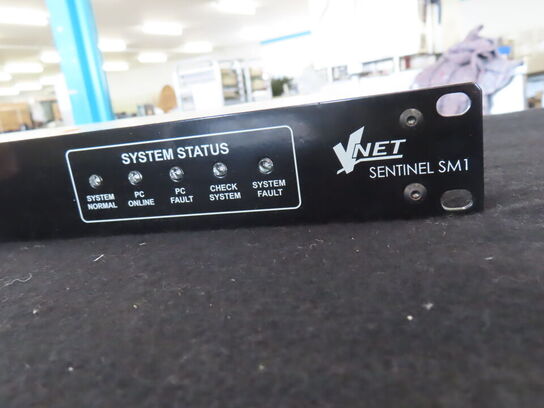 SYSTEM STATUS
SYSTEM NORMAL
PC ONLINE
PC FAULT
CHECK SYSTEM
SYSTEM FAULT
VNET
SENTINEL SM1